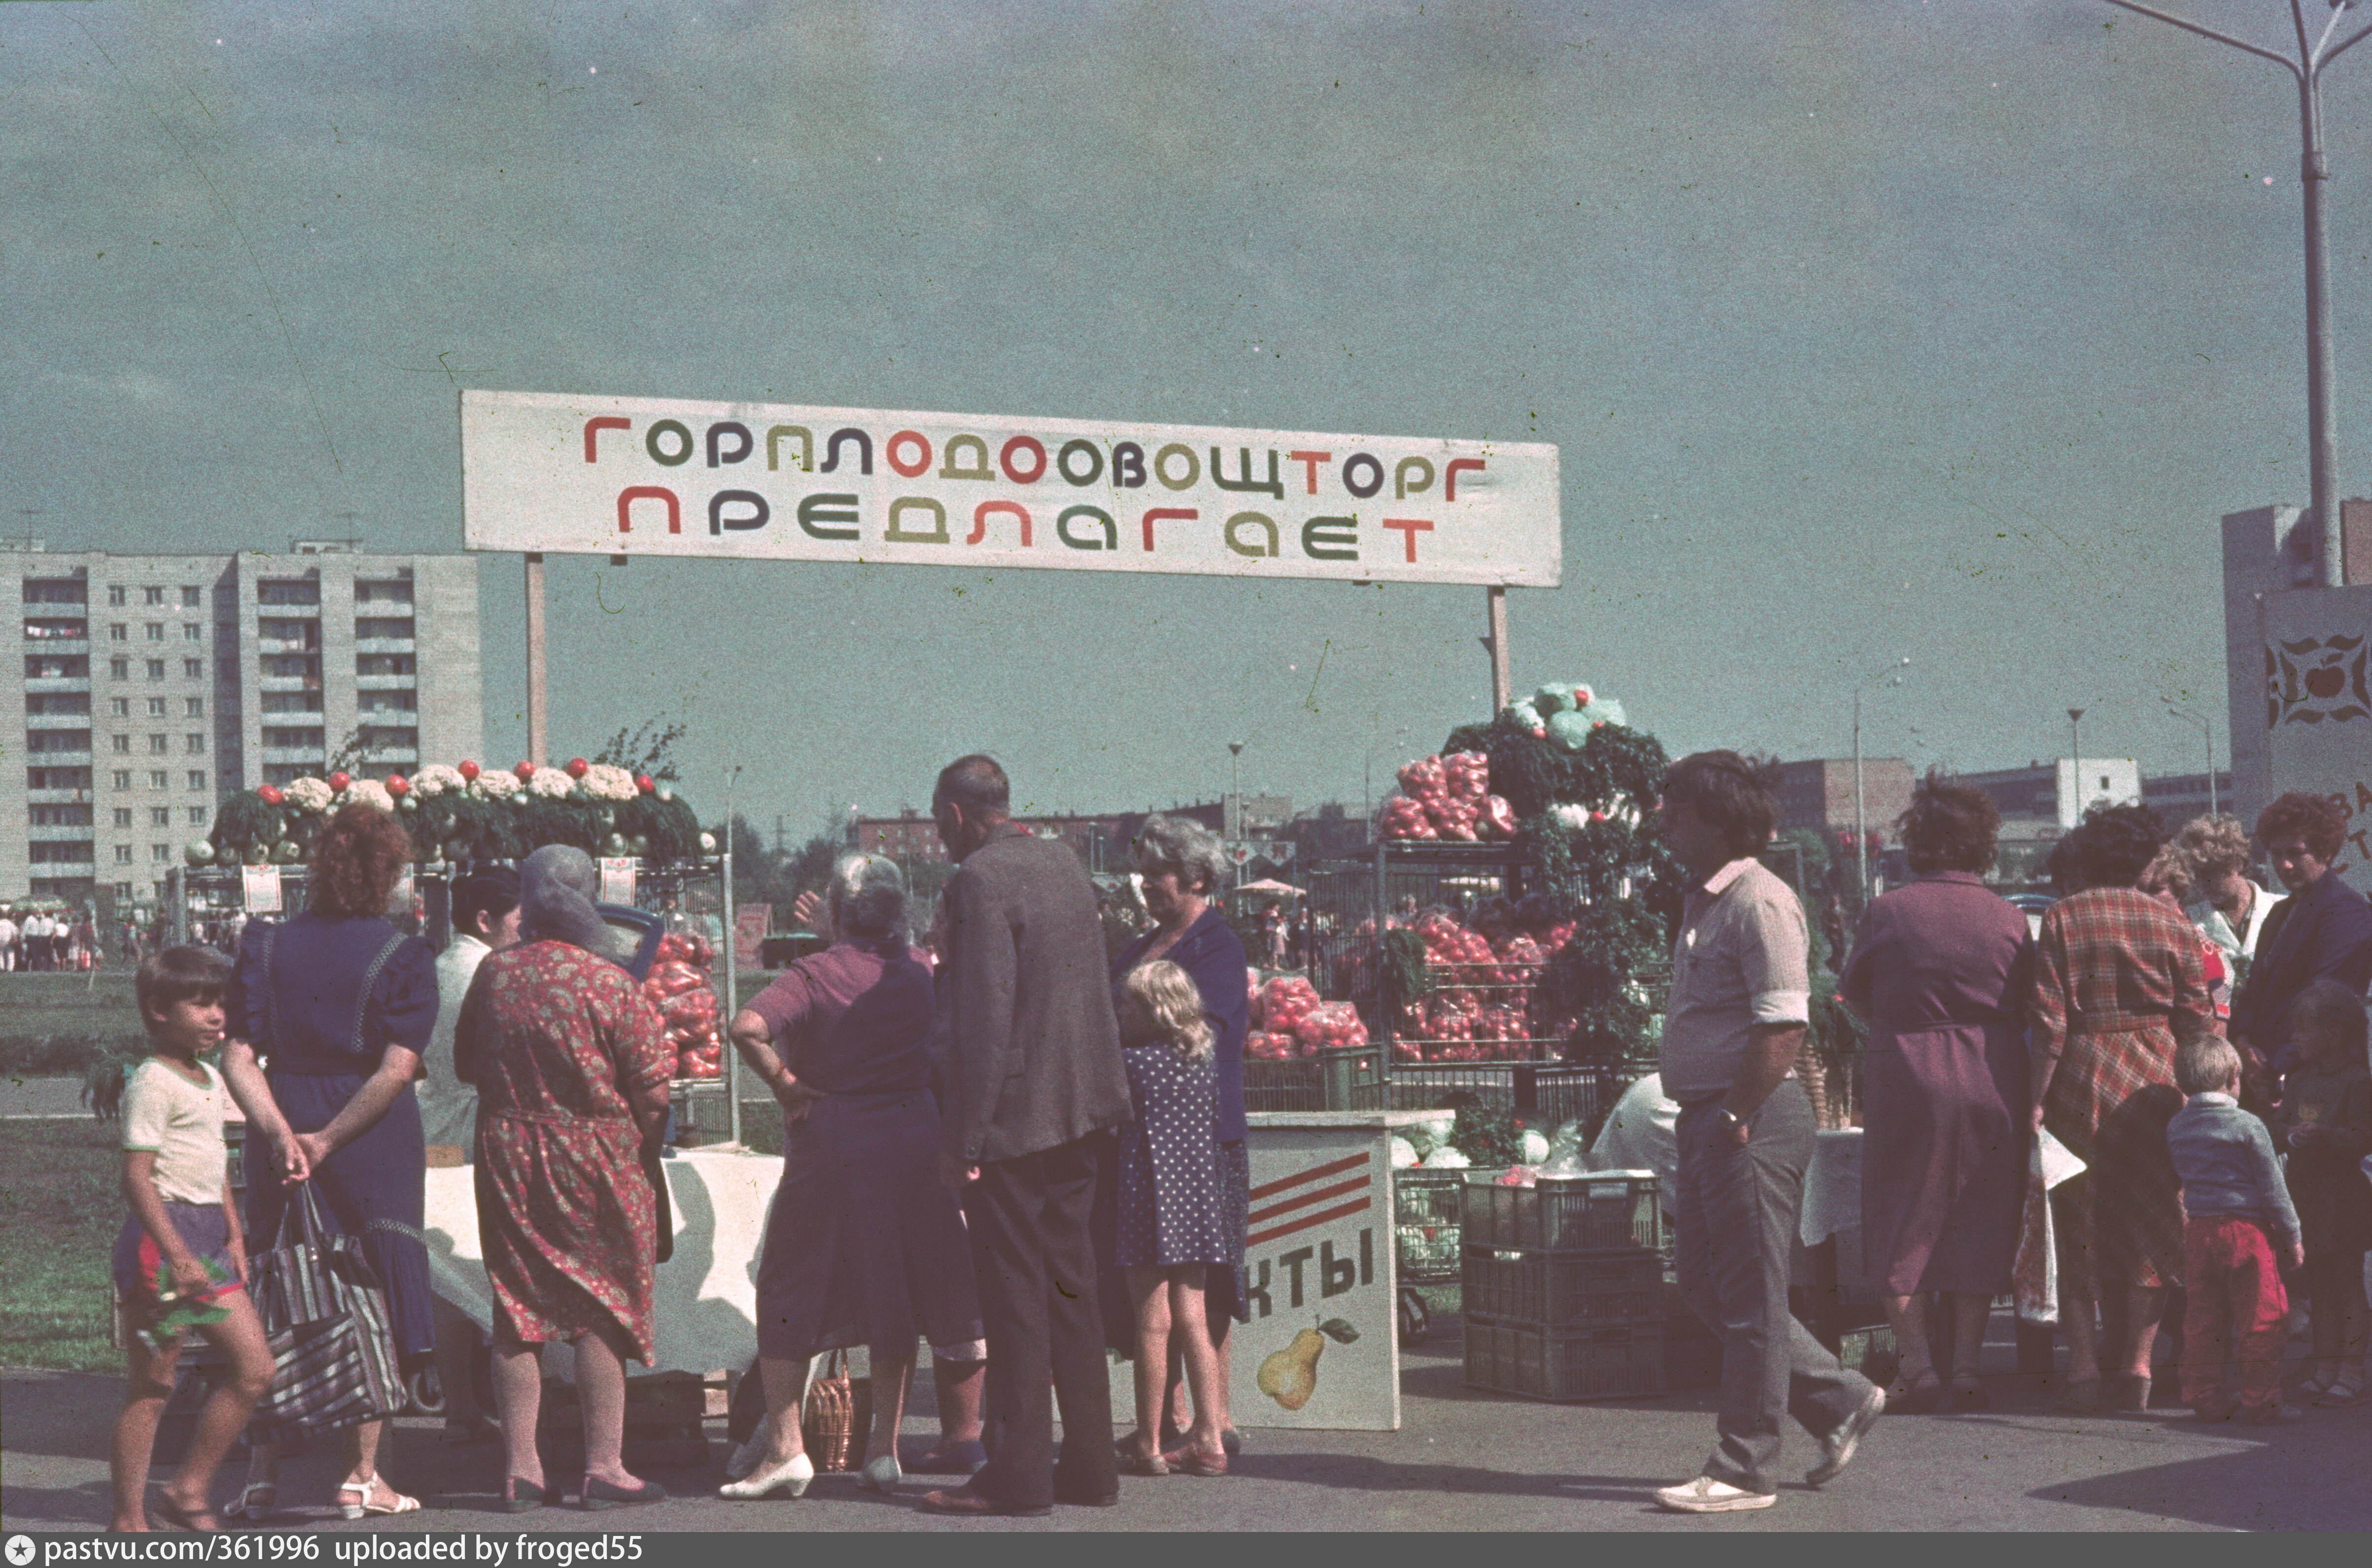 ГОРПЛОДООВОЩТОРГ
ПРЕДЛАГАЕТ
КТЫ
pastvu.com/361996 uploaded by froged55